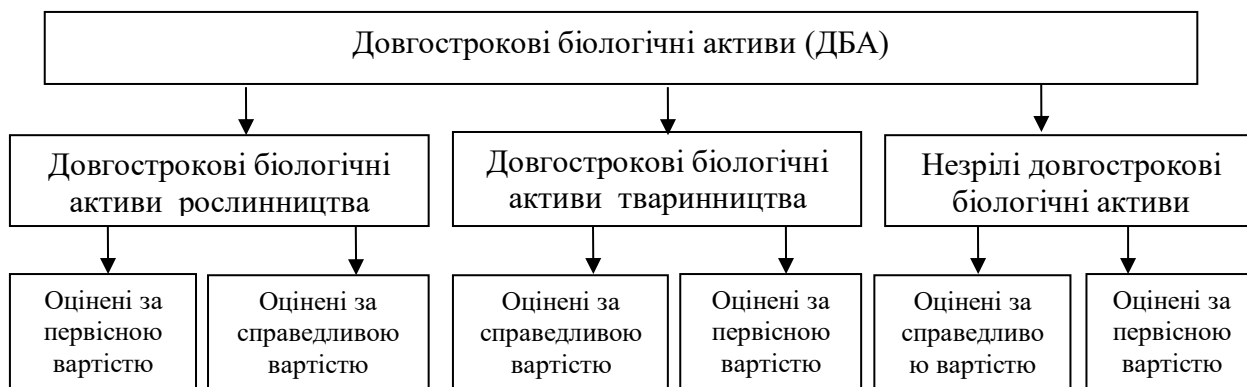 Довгострокові біологічні активи (ДБА)
Довгострокові біологічні
активи рослинництва
Довгострокові біологічні
активи тваринництва
Незрілі довгострокові
біологічні активи
Оцінені за
первісною
вартістю
Оцінені за
справедливою
вартістю
Оцінені за
справедливою
вартістю
Оцінені за
первісною
вартістю
Оцінені за
справедливо
ю вартістю
Оцінені за
первісною
вартістю